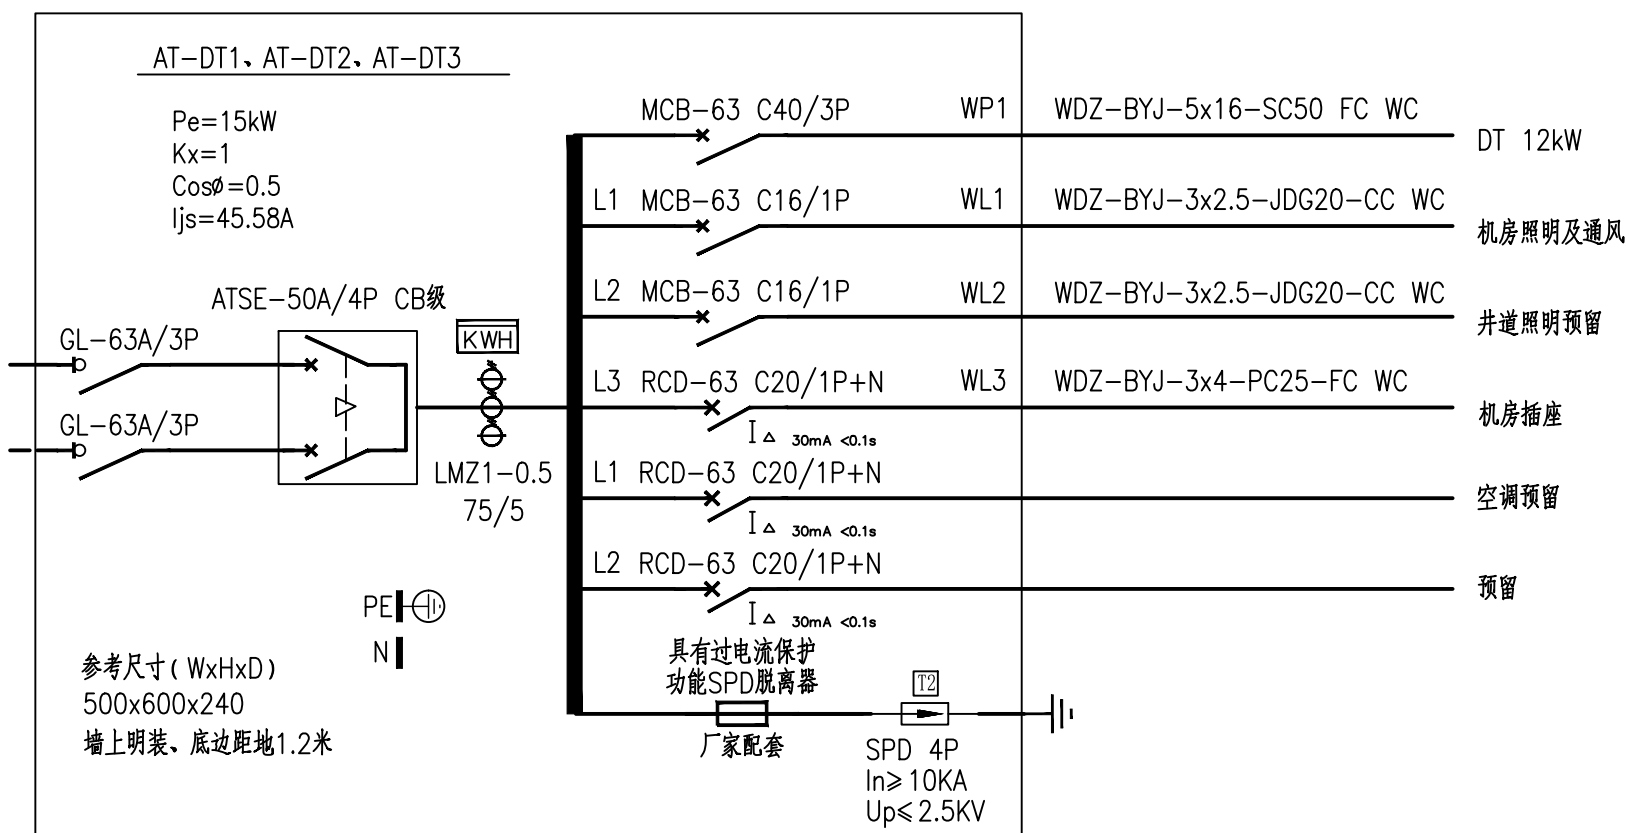 AT-DT1、AT-DT2、AT-DT3
Pe=15kW
Kx=1
Cosø=0.5
Ijs=45.58A
ATSE-50A/4P CB级
GL-63A/3P
GL-63A/3P
KWH
LMZ1-0.5
75/5
MCB-63 C40/3P WP1 WDZ-BYJ-5x16-SC50 FC WC
DT 12kW
L1 MCB-63 C16/1P WL1 WDZ-BYJ-3x2.5-JDG20-CC WC
机房照明及通风
L2 MCB-63 C16/1P WL2 WDZ-BYJ-3x2.5-JDG20-CC WC
井道照明预留
L3 RCD-63 C20/1P+N WL3 WDZ-BYJ-3x4-PC25-FC WC
机房插座
I△ 30mA <0.1s
L1 RCD-63 C20/1P+N
空调预留
I△ 30mA <0.1s
L2 RCD-63 C20/1P+N
预留
I△ 30mA <0.1s
PE
N
参考尺寸(WxHxD)
500x600x240
墙上明装、底边距地1.2米
具有过电流保护
功能SPD脱离器
厂家配套
T2
SPD 4P
In≥10KA
Up≤2.5KV